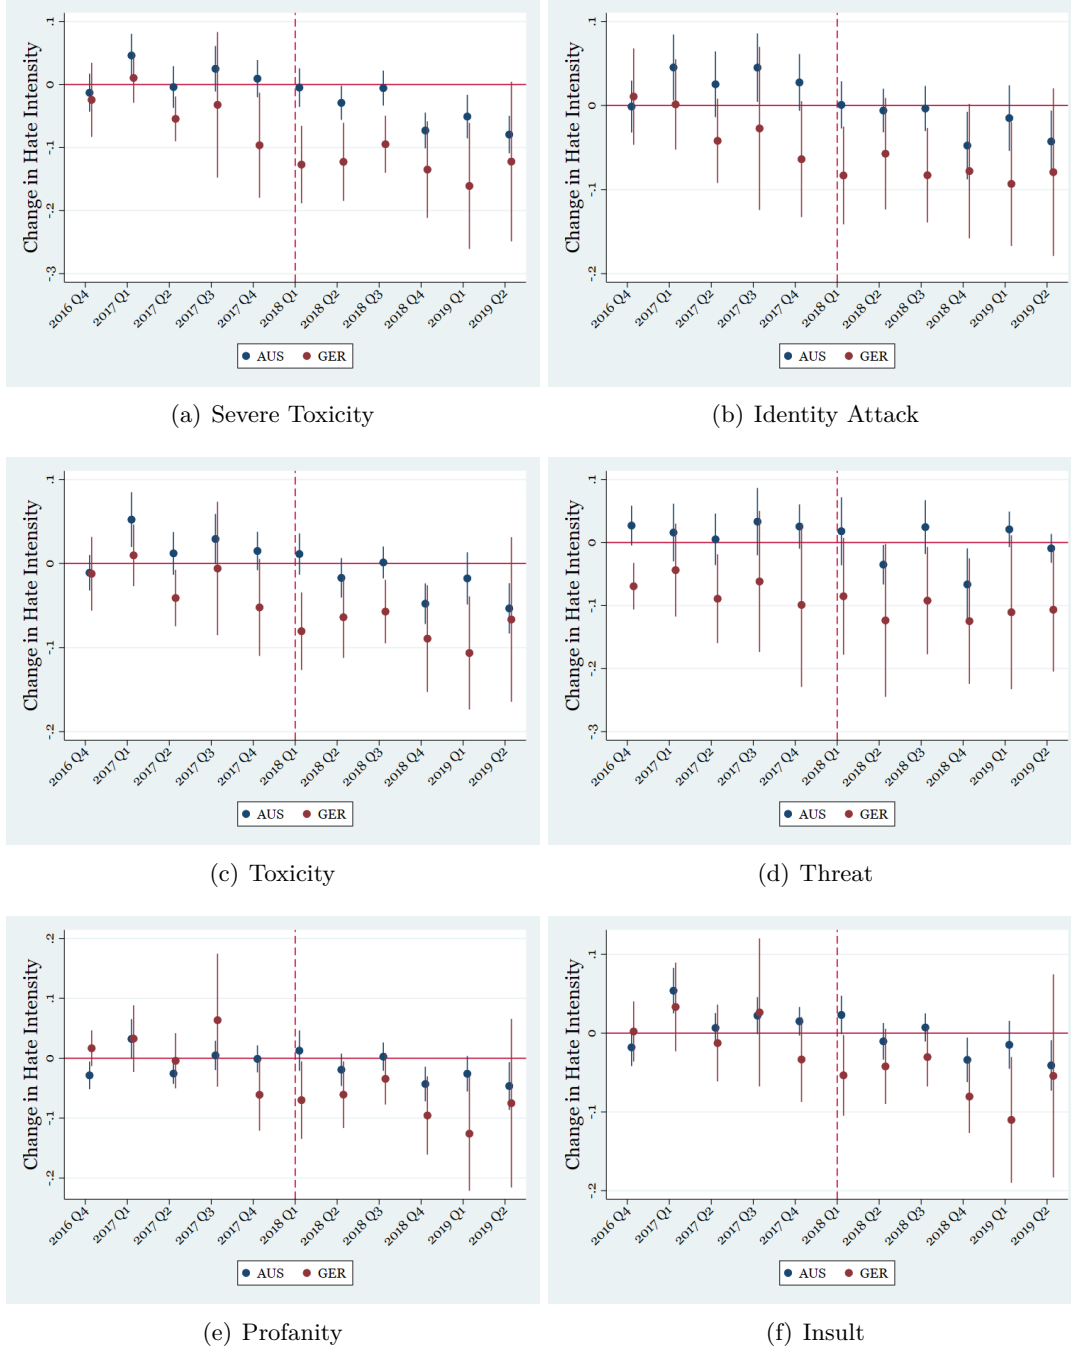 Change in Hate Intensity
.1
0
-.1
-.2
-.3
2016 Q4
2017 Q1
2017 Q2
2017 Q3
2017 Q4
2018 Q1
2018 Q2
2018 Q3
2018 Q4
2019 Q1
2019 Q2
AUS GER
(a) Severe Toxicity
Change in Hate Intensity
.1
0
-.1
-.2
2016 Q4
2017 Q1
2017 Q2
2017 Q3
2017 Q4
2018 Q1
2018 Q2
2018 Q3
2018 Q4
2019 Q1
2019 Q2
AUS GER
(b) Identity Attack
Change in Hate Intensity
.1
0
-.1
-.2
2016 Q4
2017 Q1
2017 Q2
2017 Q3
2017 Q4
2018 Q1
2018 Q2
2018 Q3
2018 Q4
2019 Q1
2019 Q2
AUS GER
(c) Toxicity
Change in Hate Intensity
.1
0
-.1
-.2
-.3
2016 Q4
2017 Q1
2017 Q2
2017 Q3
2017 Q4
2018 Q1
2018 Q2
2018 Q3
2018 Q4
2019 Q1
2019 Q2
AUS GER
(d) Threat
Change in Hate Intensity
.2
.1
0
-.1
-.2
2016 Q4
2017 Q1
2017 Q2
2017 Q3
2017 Q4
2018 Q1
2018 Q2
2018 Q3
2018 Q4
2019 Q1
2019 Q2
AUS GER
(e) Profanity
Change in Hate Intensity
.1
0
-.1
-.2
2016 Q4
2017 Q1
2017 Q2
2017 Q3
2017 Q4
2018 Q1
2018 Q2
2018 Q3
2018 Q4
2019 Q1
2019 Q2
AUS GER
(f) Insult